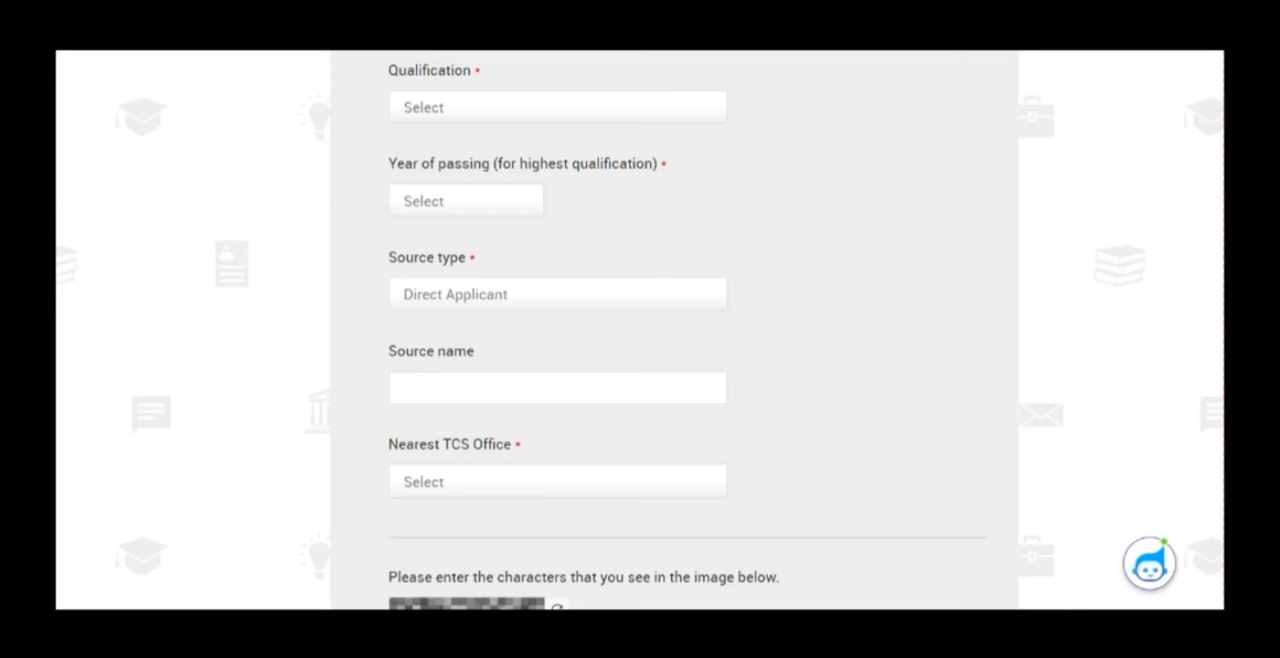 Qualification *
Select
Year of passing (for highest qualification) *
Select
Source type *
Direct Applicant
Source name
Nearest TCS Office *
Select
Please enter the characters that you see in the image below.